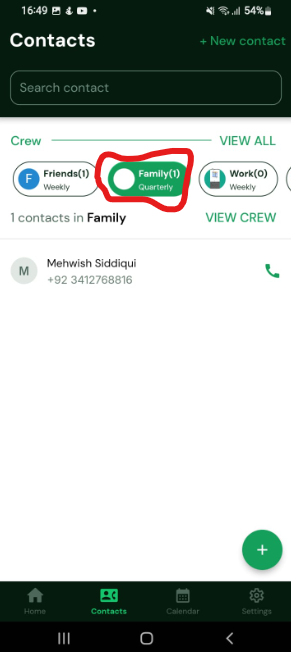 16:49 54%
Contacts + New contact
Search contact
Crew VIEW ALL
F Friends(1) Family(1) Work(0)
Weekly Quarterly Weekly
1 contacts in Family VIEW CREW
M Mehwish Siddiqui
+92 3412768816
+
Home Contacts Calendar Settings